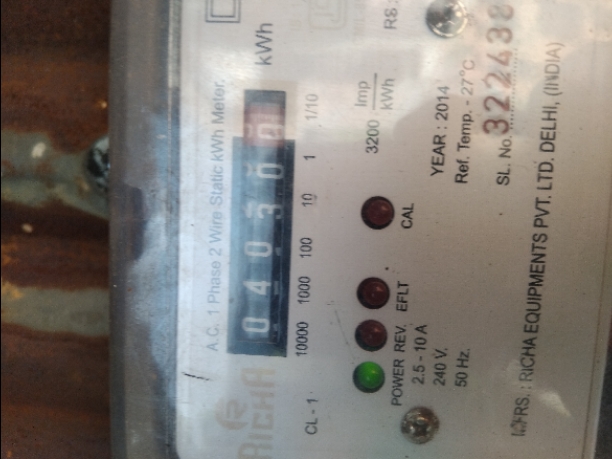 A.C. 1 Phase 2 Wire Static kWh Meter.
0 4 0 3 0 0 kWh
10000 1000 100 10 1 1/10
RICHA
CL - 1
3200 Imp
kWh
RS.
POWER REV. EFLT CAL
2.5 - 10 A
240 V.
50 Hz.
YEAR : 2014
Ref. Temp. - 27°C
SL. No. 322438
MFRS. : RICHA EQUIPMENTS PVT. LTD. DELHI, (INDIA)